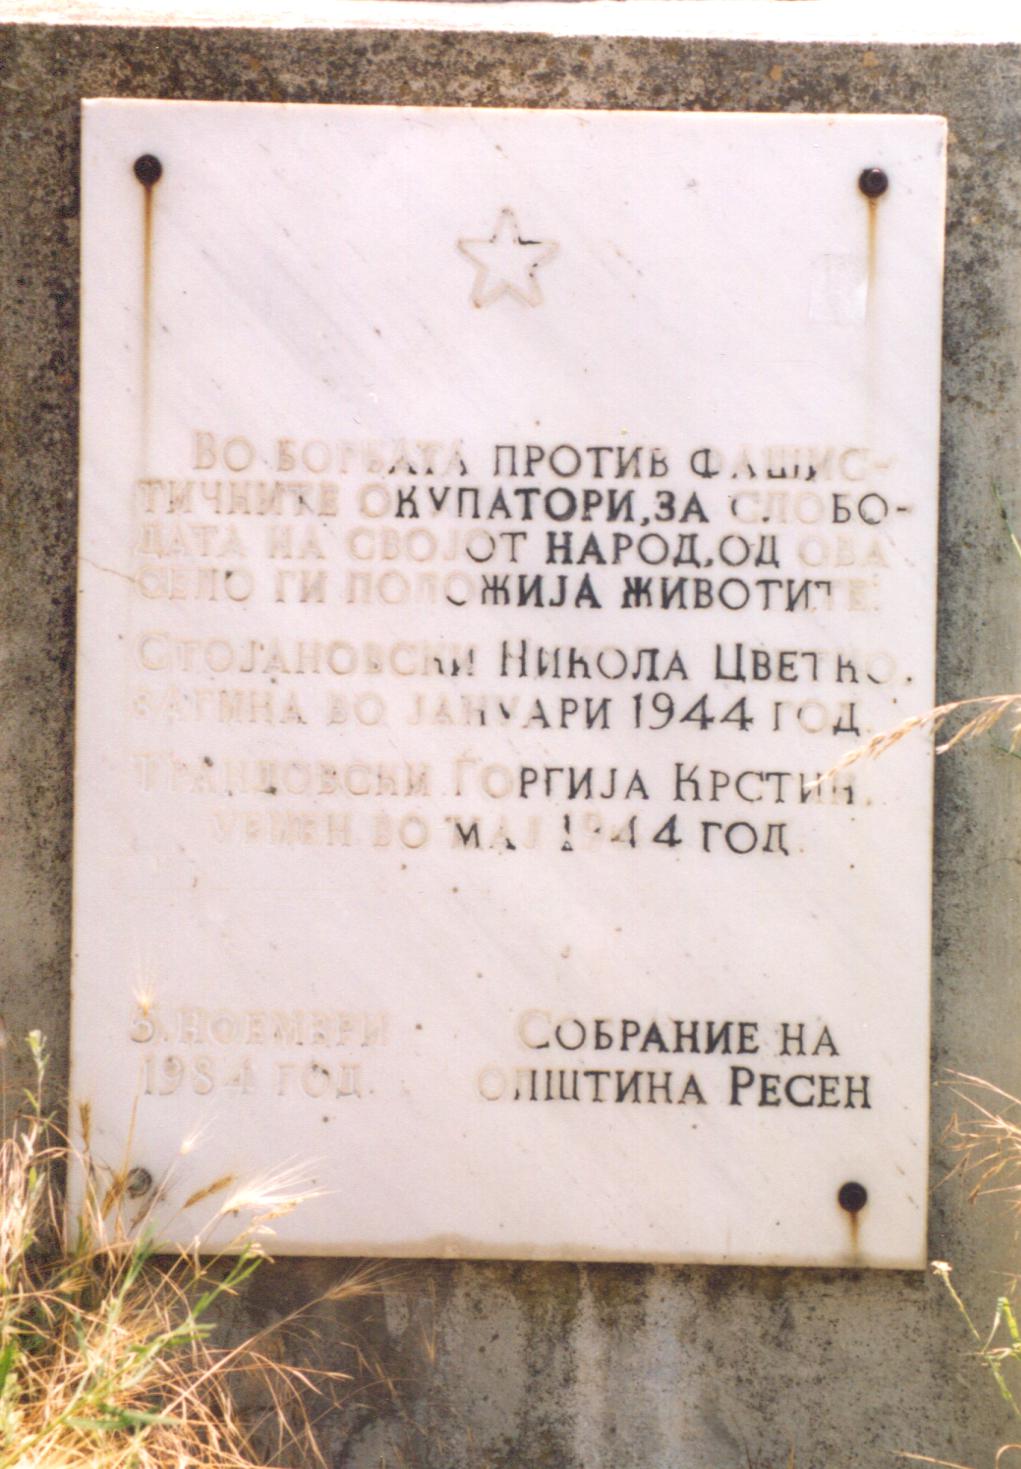 ВО БОРБАТА ПРОТИВ ФАШИС-
ТИЧНИТЕ ОКУПАТОРИ, ЗА СЛОБО-
ДАТА НА СВОЈОТ НАРОД, ОД ОВА
СЕЛО ГИ ПОЛОЖИЈА ЖИВОТИТЕ:
СТОЈАНОВСКИ НИКОЛА ЦВЕТКО.
ЗАГИНА ВО ЈАНУАРИ 1944 ГОД.
ЃОРГИЈА КРСТИН.
УБИЕН ВО МАЈ 1944 ГОД.
5. НОЕМВРИ
1984 ГОД.
СОБРАНИЕ НА
ОПШТИНА РЕСЕН